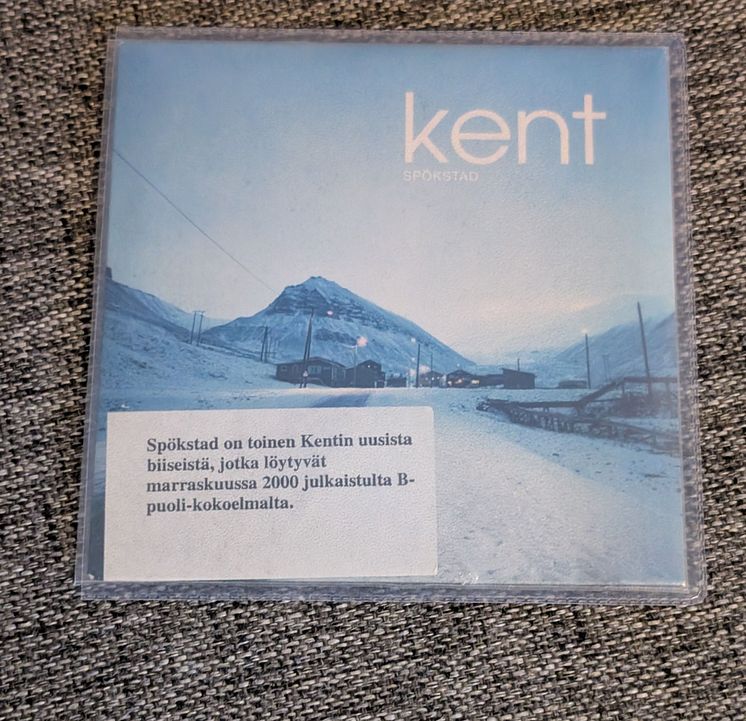 kent
SPÖKSTAD
Spökstad on toinen Kentin uusista
biiseistä, jotka löytyvät
marraskuussa 2000 julkaistulta B-
puoli-kokoelmalta.